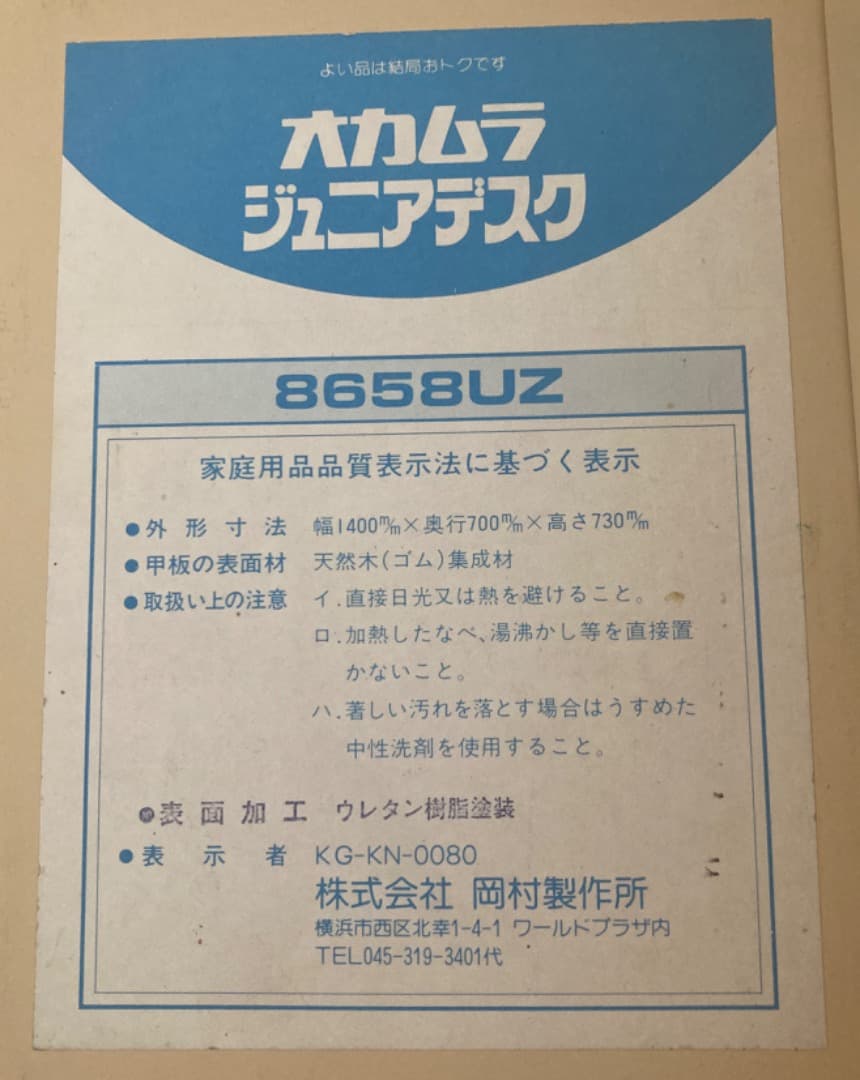 よい品は結局おトクです
オカムラ
ジュニアデスク
8658UZ
家庭用品品質表示法に基づく表示
●外形寸法 幅1400㎜×奥行700㎜×高さ730㎜
●甲板の表面材 天然木(ゴム)集成材
●取扱い上の注意 イ.直接日光又は熱を避けること。
ロ.加熱したなべ、湯沸かし等を直接置
かないこと。
ハ.著しい汚れを落とす場合はうすめた
中性洗剤を使用すること。
●表面加工 ウレタン樹脂塗装
●表示者 KG-KN-0080
株式会社 岡村製作所
横浜市西区北幸1-4-1 ワールドプラザ内
TEL045-319-3401代